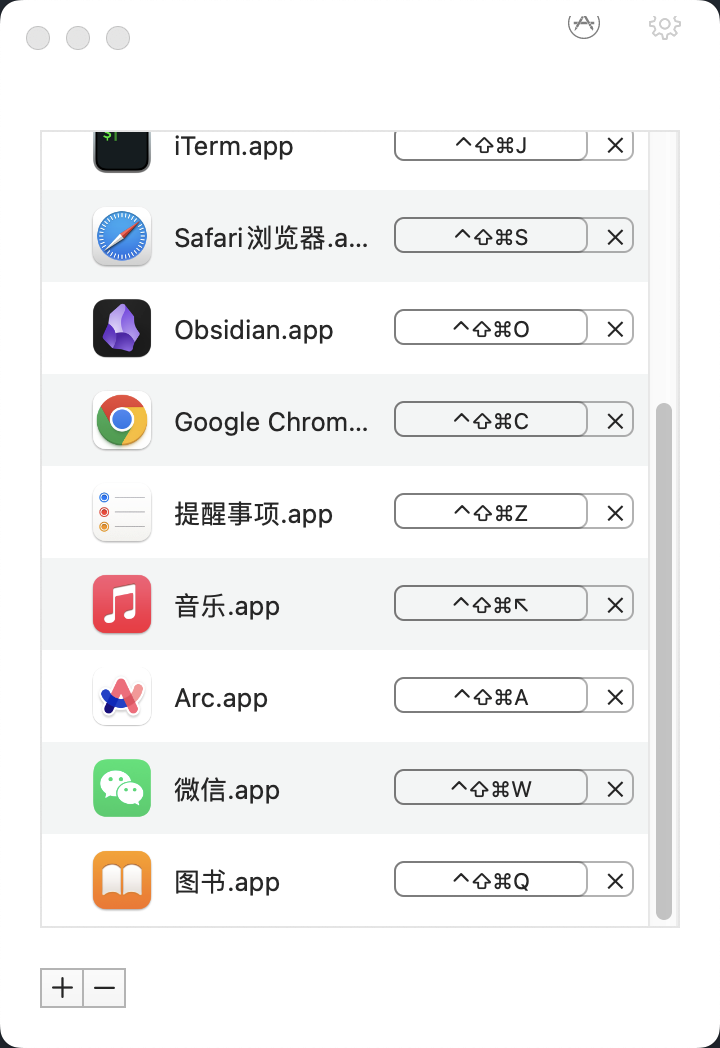 $
iTerm.app ⌃⇧⌘J ×
Safari浏览器.a... ⌃⇧⌘S ×
Obsidian.app ⌃⇧⌘O ×
Google Chrom... ⌃⇧⌘C ×
提醒事项.app ⌃⇧⌘Z ×
音乐.app ⌃⇧⌘↖ ×
Arc.app ⌃⇧⌘A ×
微信.app ⌃⇧⌘W ×
图书.app ⌃⇧⌘Q ×
+ −